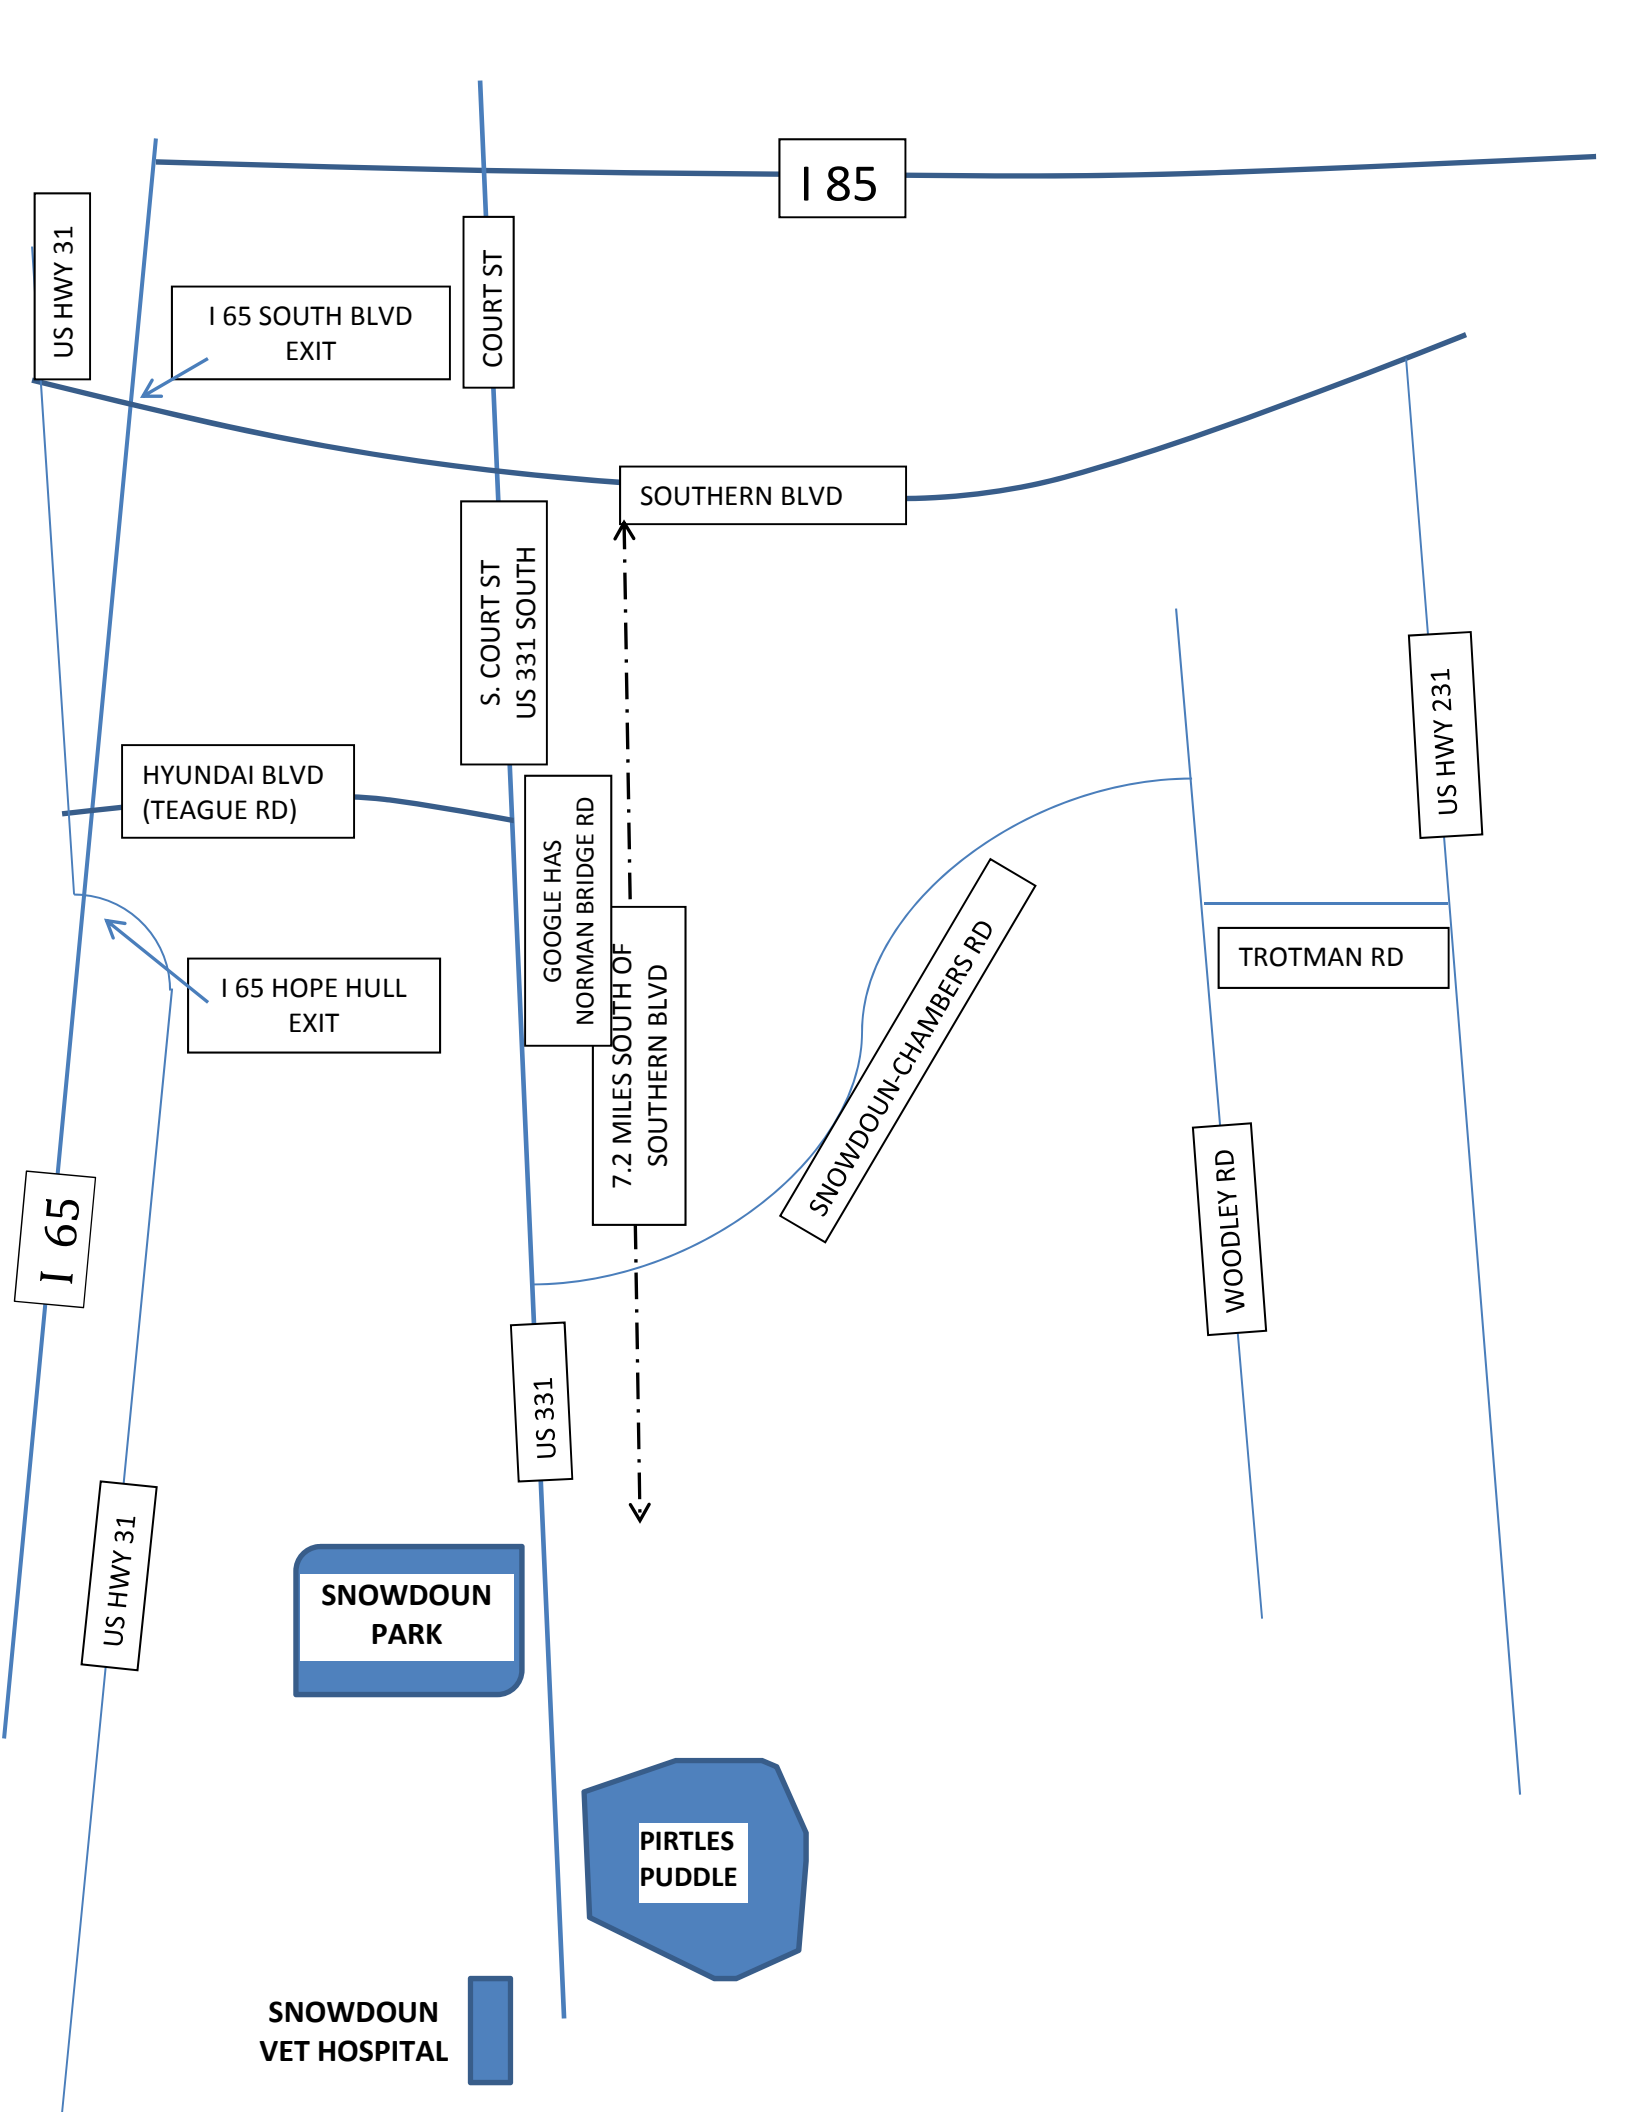 I 85
US HWY 31
COURT ST
I 65 SOUTH BLVD
EXIT
SOUTHERN BLVD
S. COURT ST
US 331 SOUTH
US HWY 231
HYUNDAI BLVD
(TEAGUE RD)
GOOGLE HAS
NORMAN BRIDGE RD
7.2 MILES SOUTH OF
SOUTHERN BLVD
SNOWDOUN-CHAMBERS RD
TROTMAN RD
I 65 HOPE HULL
EXIT
I 65
WOODLEY RD
US 331
US HWY 31
SNOWDOUN
PARK
PIRTLES
PUDDLE
SNOWDOUN
VET HOSPITAL